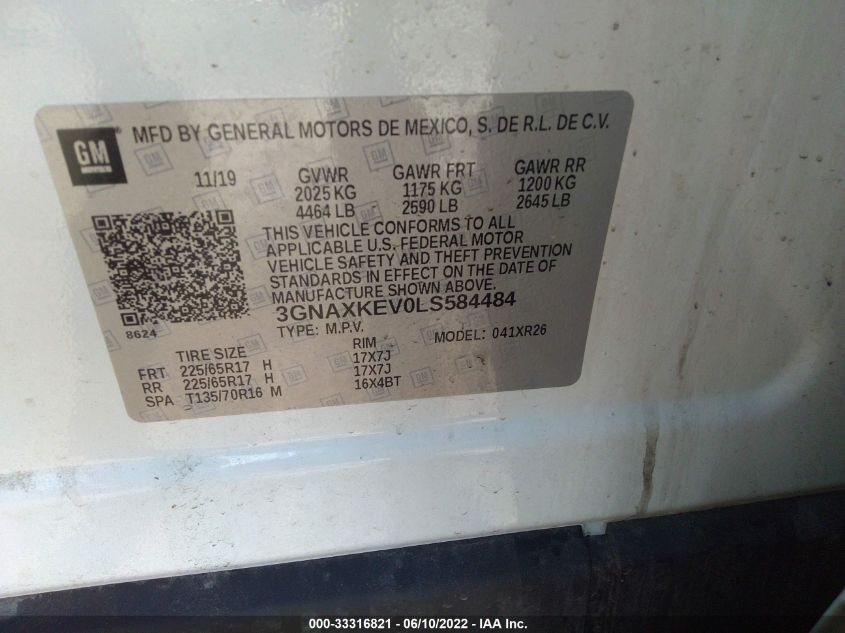 GM
MFD BY GENERAL MOTORS DE MEXICO, S. DE R.L. DE C.V.
11/19 GVWR GAWR FRT GAWR RR
2025 KG 1175 KG 1200 KG
4464 LB 2590 LB 2645 LB
THIS VEHICLE CONFORMS TO ALL
APPLICABLE U.S. FEDERAL MOTOR
VEHICLE SAFETY AND THEFT PREVENTION
STANDARDS IN EFFECT ON THE DATE OF
MANUFACTURE SHOWN ABOVE.
8624
3GNAXKEV0LS584484
TYPE: M.P.V. MODEL: 041XR26
TIRE SIZE RIM
FRT 225/65R17 H 17X7J
RR 225/65R17 H 17X7J
SPA T135/70R16 M 16X4BT
000-33316821 - 06/10/2022 - IAA Inc.